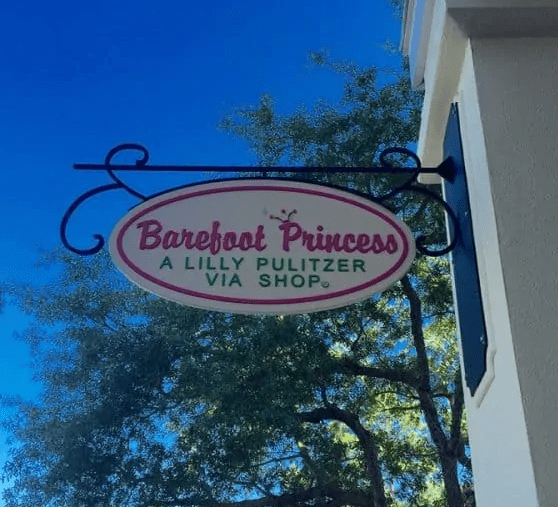 Barefoot Princess
A LILLY PULITZER
VIA SHOP